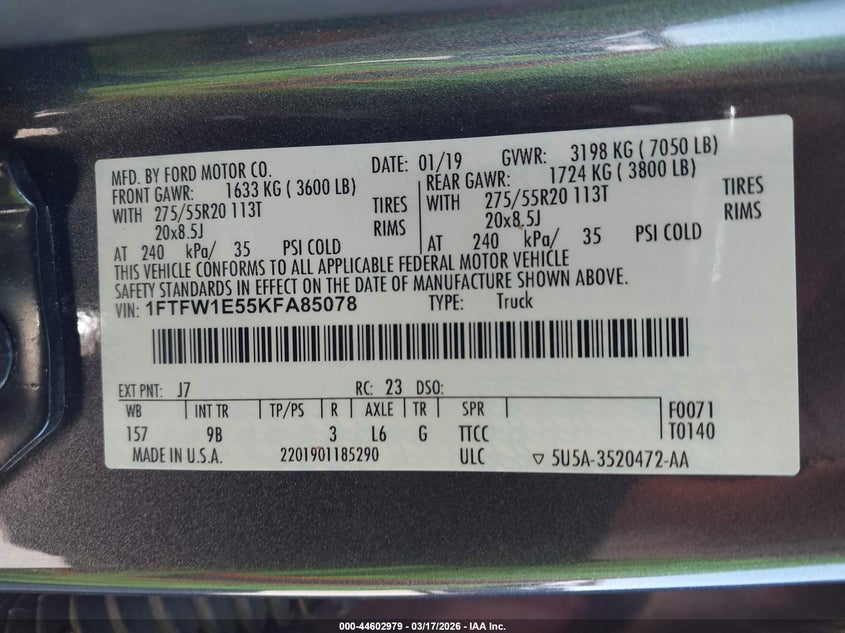 MFD. BY FORD MOTOR CO. DATE: 01/19 GVWR: 3198 KG ( 7050 LB)
FRONT GAWR: 1633 KG ( 3600 LB) REAR GAWR: 1724 KG ( 3800 LB)
WITH 275/55R20 113T TIRES WITH 275/55R20 113T TIRES
20x8.5J RIMS 20x8.5J RIMS
AT 240 kPa/ 35 PSI COLD AT 240 kPa/ 35 PSI COLD
THIS VEHICLE CONFORMS TO ALL APPLICABLE FEDERAL MOTOR VEHICLE
SAFETY STANDARDS IN EFFECT ON THE DATE OF MANUFACTURE SHOWN ABOVE.
VIN: 1FTFW1E55KFA85078 TYPE: Truck
EXT PNT: J7 RC: 23 DSO:
WB INT TR TP/PS R AXLE TR SPR F0071
157 9B 3 L6 G TTCC T0140
MADE IN U.S.A. 2201901185290 ULC ▽ 5U5A-3520472-AA
000-44602979 - 03/17/2026 - IAA Inc.